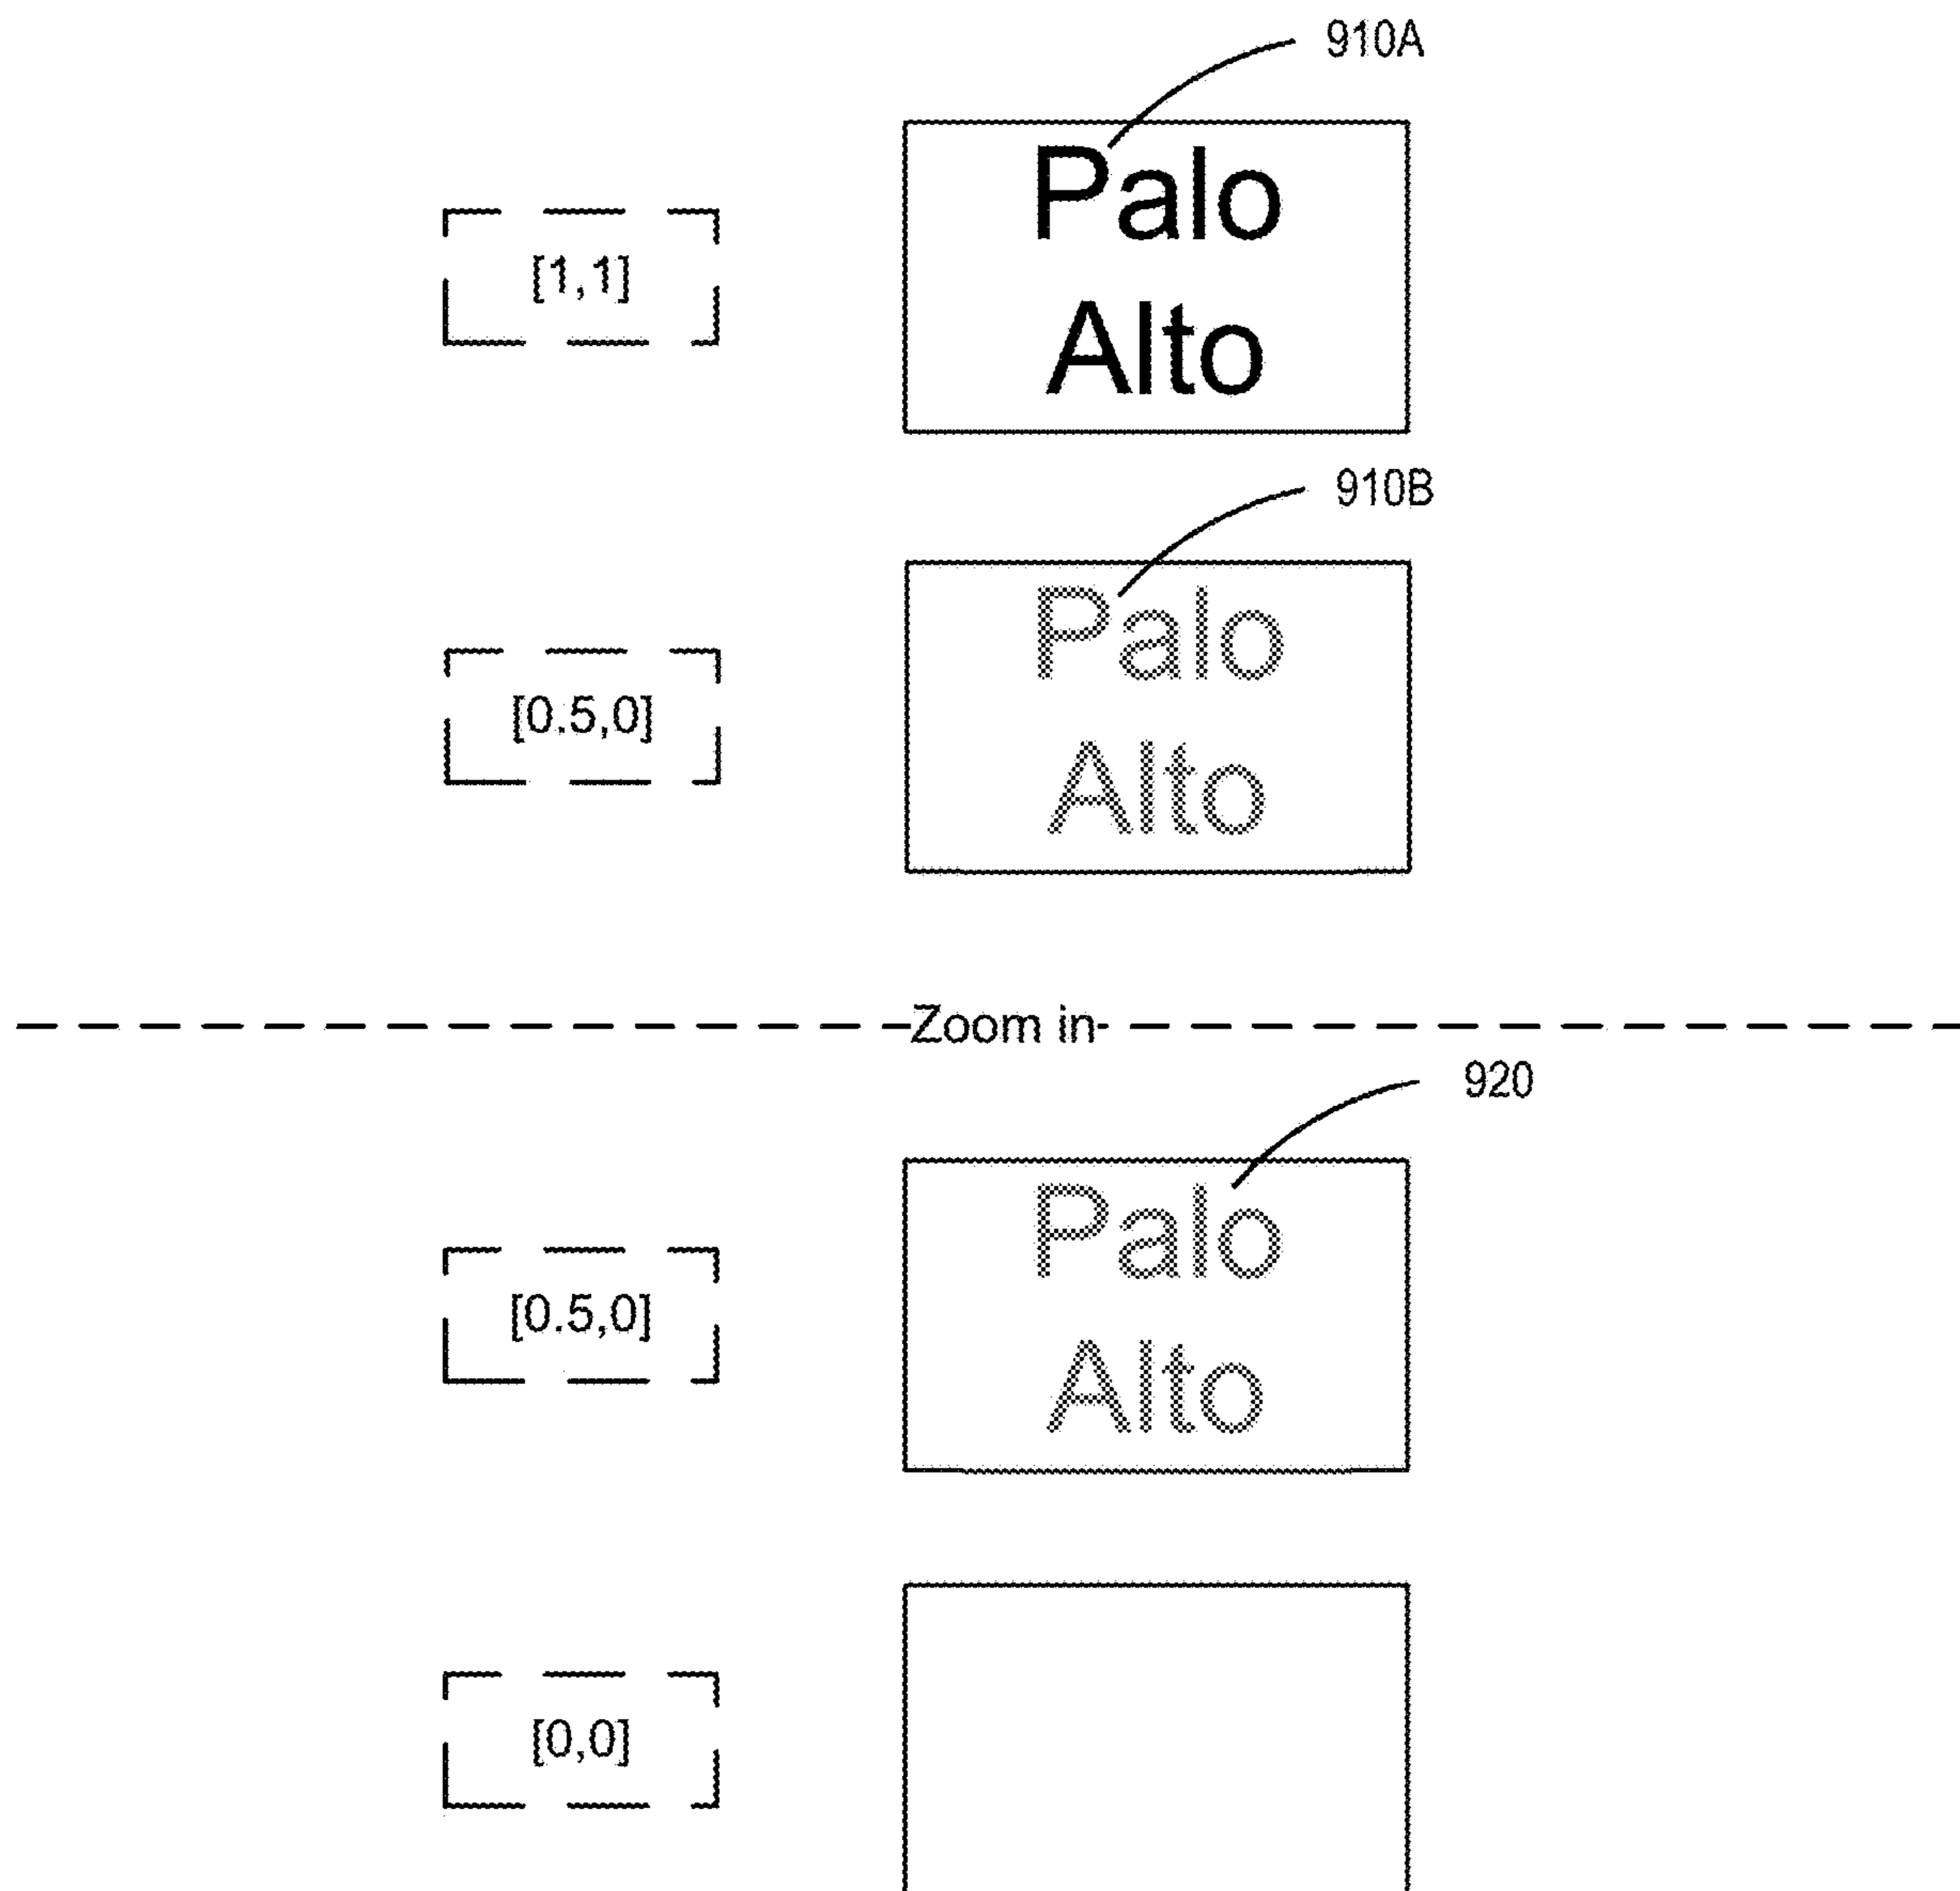 910A
Palo
[1,1]
Alto
910B
Palo
[0.5,0]
Alto
Zoom in
920
Palo
[0.5,0]
Alto
[0,0]